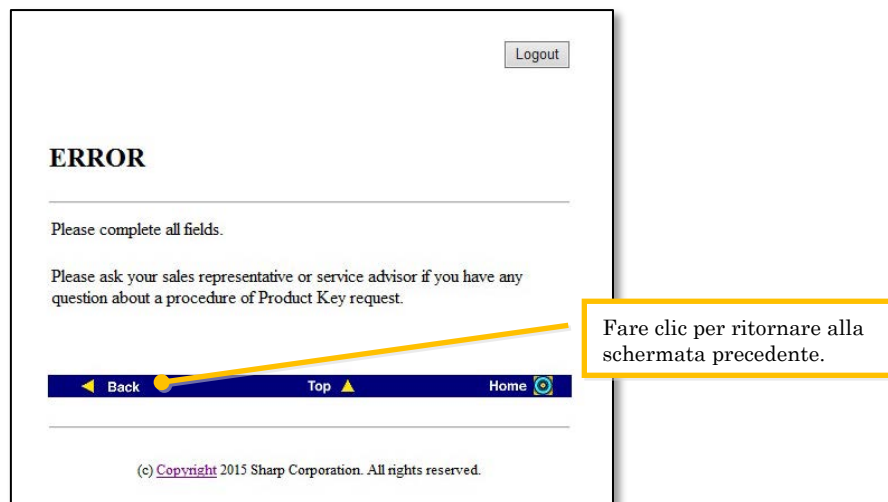 Logout
ERROR
Please complete all fields.
Please ask your sales representative or service advisor if you have any
question about a procedure of Product Key request.
Fare clic per ritornare alla
schermata precedente.
Back Top Home
(c) Copyright 2015 Sharp Corporation. All rights reserved.